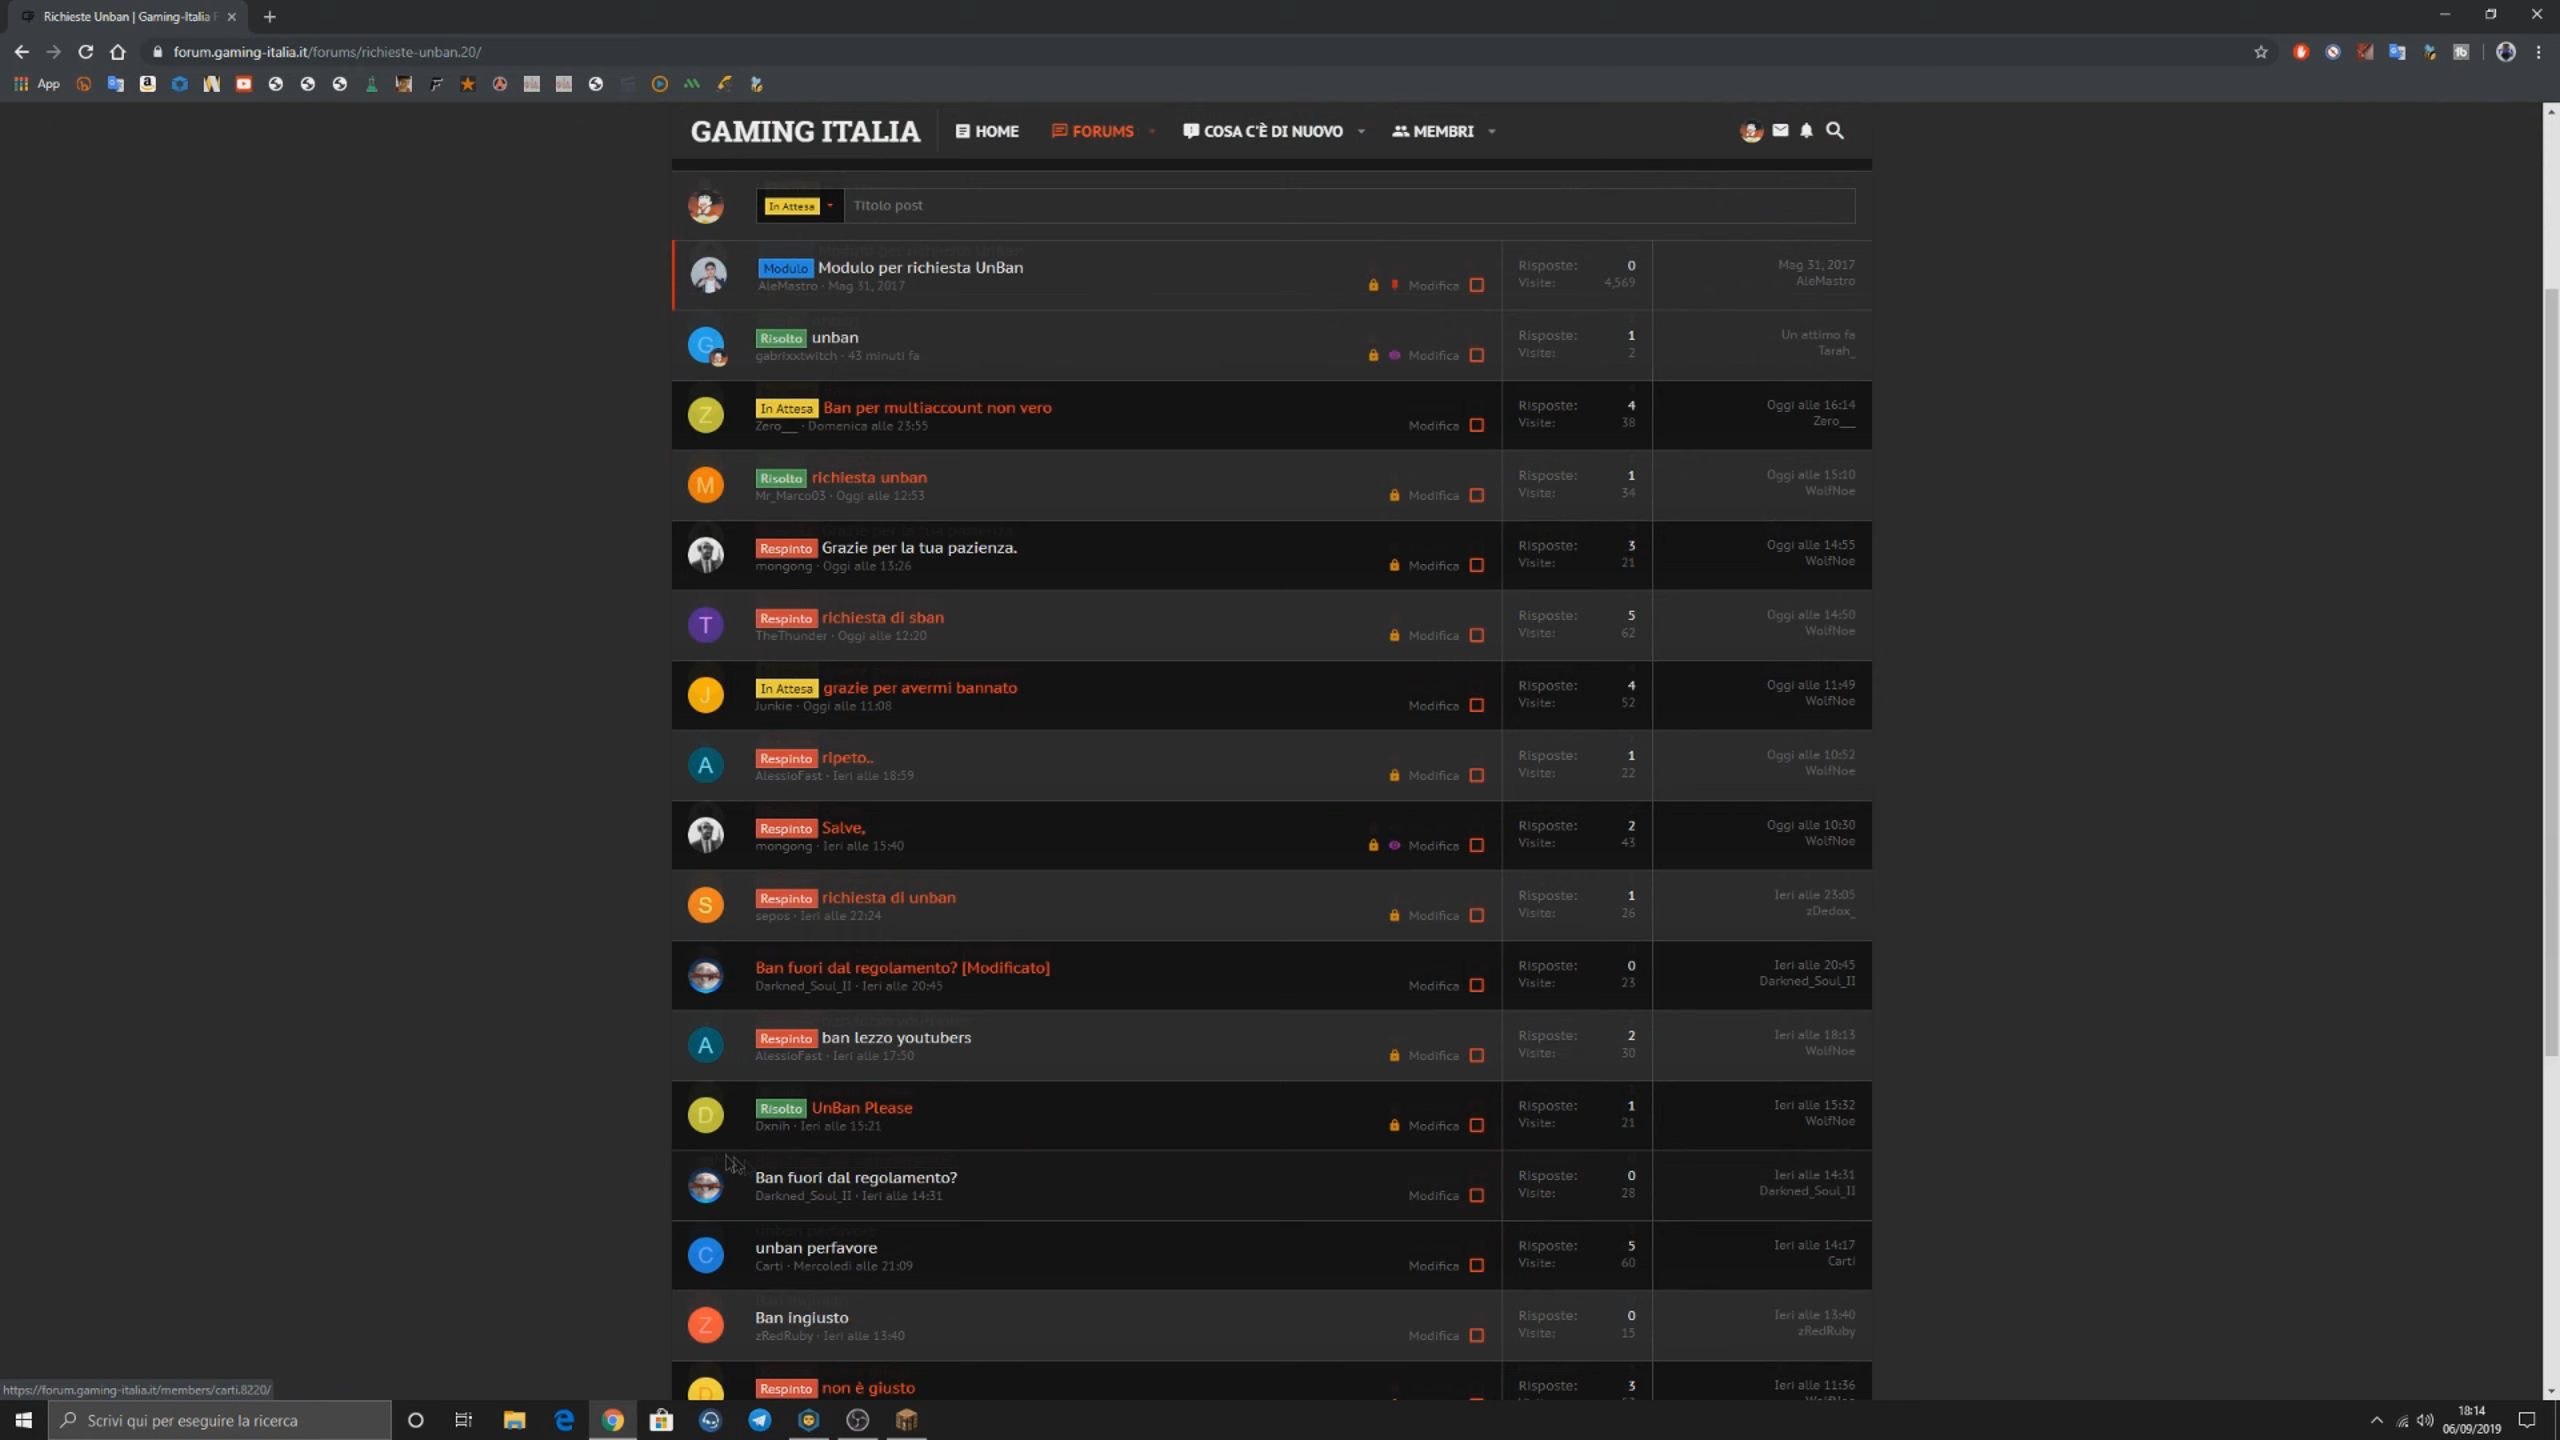 Richieste Unban | Gaming-Italia F
forum.gaming-italia.it/forums/richieste-unban.20/
App
GAMING ITALIA
HOME
FORUMS
COSA C'È DI NUOVO
MEMBRI
In Attesa
Titolo post
Modulo Modulo per richiesta UnBan
AleMastro · Mag 31, 2017
Modifica
Risposte: 0
Visite: 4,569
Mag 31, 2017
AleMastro
G
Risolto unban
gabrixxtwitch · 43 minuti fa
Modifica
Risposte: 1
Visite: 2
Un attimo fa
Tarah_
Z
In Attesa Ban per multiaccount non vero
Zero___ · Domenica alle 23:55
Modifica
Risposte: 4
Visite: 38
Oggi alle 16:14
Zero___
M
Risolto richiesta unban
Mr_Marco03 · Oggi alle 12:53
Modifica
Risposte: 1
Visite: 34
Oggi alle 15:10
WolfNoe
Respinto Grazie per la tua pazienza.
mongong · Oggi alle 13:26
Modifica
Risposte: 3
Visite: 21
Oggi alle 14:55
WolfNoe
T
Respinto richiesta di sban
TheThunder · Oggi alle 12:20
Modifica
Risposte: 5
Visite: 62
Oggi alle 14:50
WolfNoe
J
In Attesa grazie per avermi bannato
Junkie · Oggi alle 11:08
Modifica
Risposte: 4
Visite: 52
Oggi alle 11:49
WolfNoe
A
Respinto ripeto..
AlessioFast · Ieri alle 18:59
Modifica
Risposte: 1
Visite: 22
Oggi alle 10:52
WolfNoe
Respinto Salve,
mongong · Ieri alle 15:40
Modifica
Risposte: 2
Visite: 43
Oggi alle 10:30
WolfNoe
S
Respinto richiesta di unban
sepos · Ieri alle 22:24
Modifica
Risposte: 1
Visite: 26
Ieri alle 23:05
zDedox_
Ban fuori dal regolamento? [Modificato]
Darkned_Soul_II · Ieri alle 20:45
Modifica
Risposte: 0
Visite: 23
Ieri alle 20:45
Darkned_Soul_II
A
Respinto ban lezzo youtubers
AlessioFast · Ieri alle 17:50
Modifica
Risposte: 2
Visite: 30
Ieri alle 18:13
WolfNoe
D
Risolto UnBan Please
Dxnih · Ieri alle 15:21
Modifica
Risposte: 1
Visite: 21
Ieri alle 15:32
WolfNoe
Ban fuori dal regolamento?
Darkned_Soul_II · Ieri alle 14:31
Modifica
Risposte: 0
Visite: 28
Ieri alle 14:31
Darkned_Soul_II
C
unban perfavore
Carti · Mercoledì alle 21:09
Modifica
Risposte: 5
Visite: 60
Ieri alle 14:17
Carti
Z
Ban ingiusto
zRedRuby · Ieri alle 13:40
Modifica
Risposte: 0
Visite: 15
Ieri alle 13:40
zRedRuby
D
Respinto non è giusto
Risposte: 3
Ieri alle 11:36
https://forum.gaming-italia.it/members/carti.8220/
Scrivi qui per eseguire la ricerca
18:14
06/09/2019